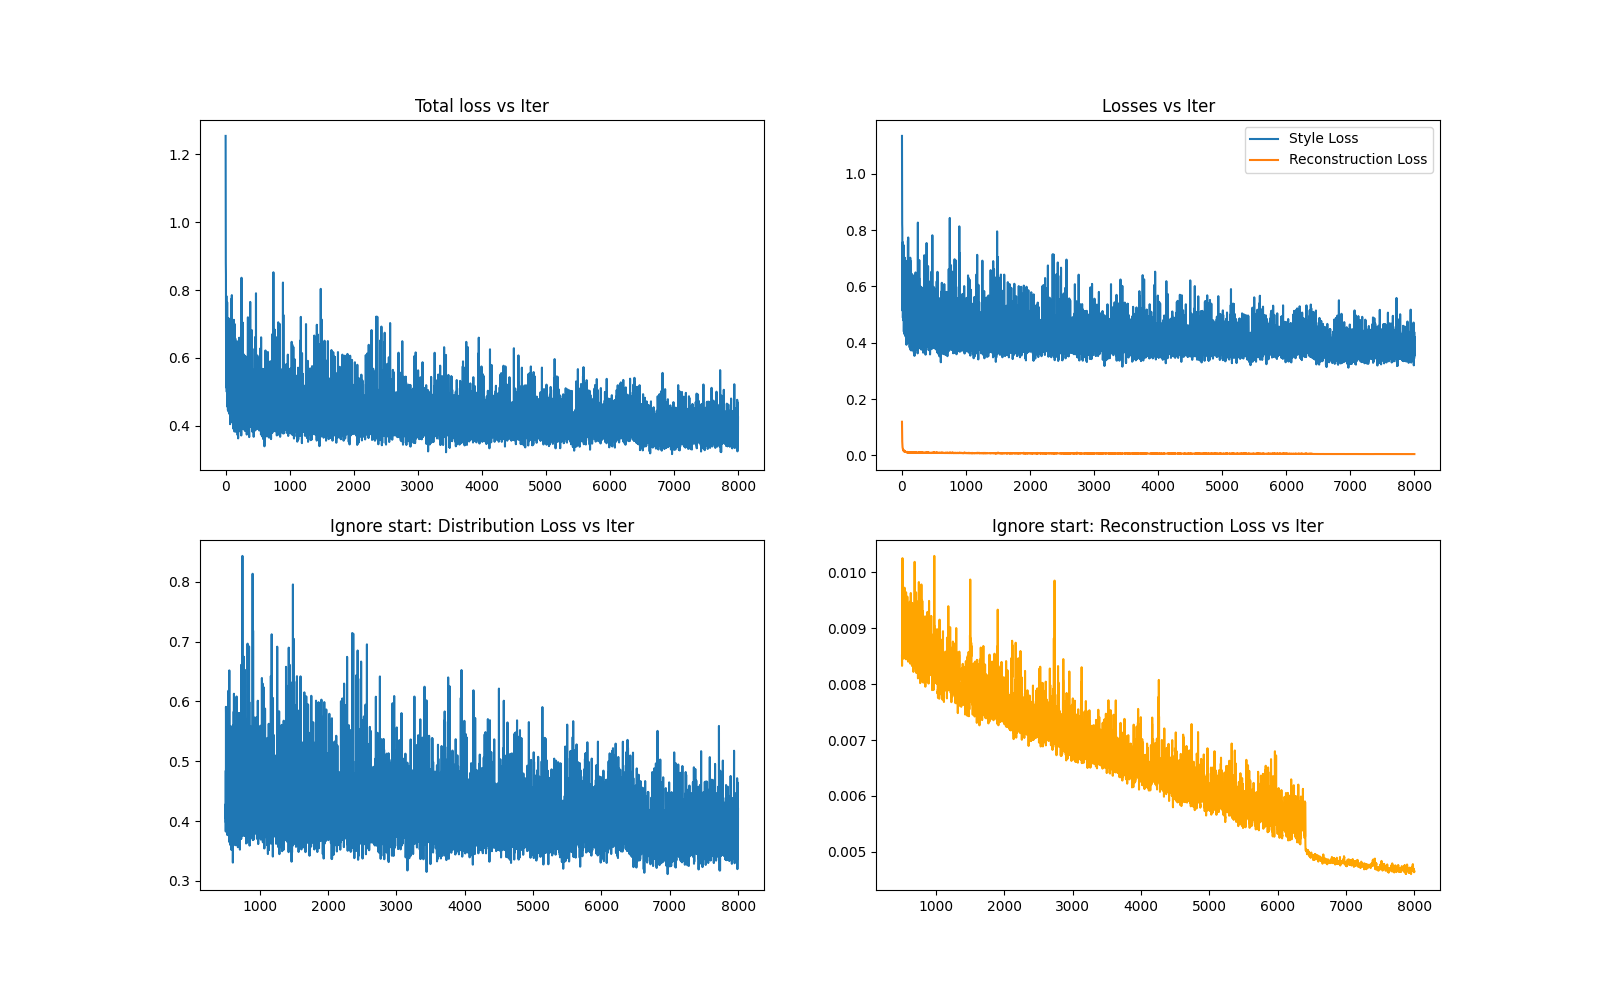 Total loss vs Iter
1.2
1.0
0.8
0.6
0.4
0 1000 2000 3000 4000 5000 6000 7000 8000
Losses vs Iter
Style Loss
Reconstruction Loss
1.0
0.8
0.6
0.4
0.2
0.0
0 1000 2000 3000 4000 5000 6000 7000 8000
Ignore start: Distribution Loss vs Iter
0.8
0.7
0.6
0.5
0.4
0.3
1000 2000 3000 4000 5000 6000 7000 8000
Ignore start: Reconstruction Loss vs Iter
0.010
0.009
0.008
0.007
0.006
0.005
1000 2000 3000 4000 5000 6000 7000 8000